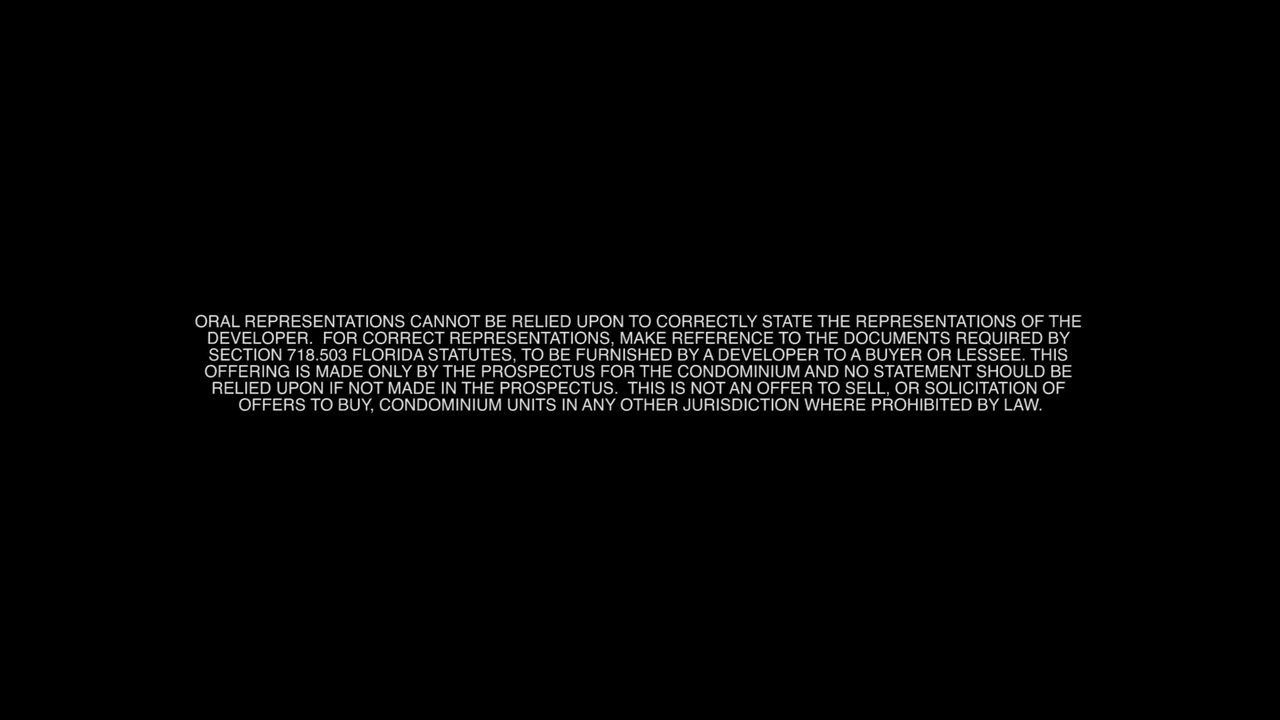 ORAL REPRESENTATIONS CANNOT BE RELIED UPON TO CORRECTLY STATE THE REPRESENTATIONS OF THE
DEVELOPER.  FOR CORRECT REPRESENTATIONS, MAKE REFERENCE TO THE DOCUMENTS REQUIRED BY
SECTION 718.503 FLORIDA STATUTES, TO BE FURNISHED BY A DEVELOPER TO A BUYER OR LESSEE. THIS
OFFERING IS MADE ONLY BY THE PROSPECTUS FOR THE CONDOMINIUM AND NO STATEMENT SHOULD BE
RELIED UPON IF NOT MADE IN THE PROSPECTUS.  THIS IS NOT AN OFFER TO SELL, OR SOLICITATION OF
OFFERS TO BUY, CONDOMINIUM UNITS IN ANY OTHER JURISDICTION WHERE PROHIBITED BY LAW.